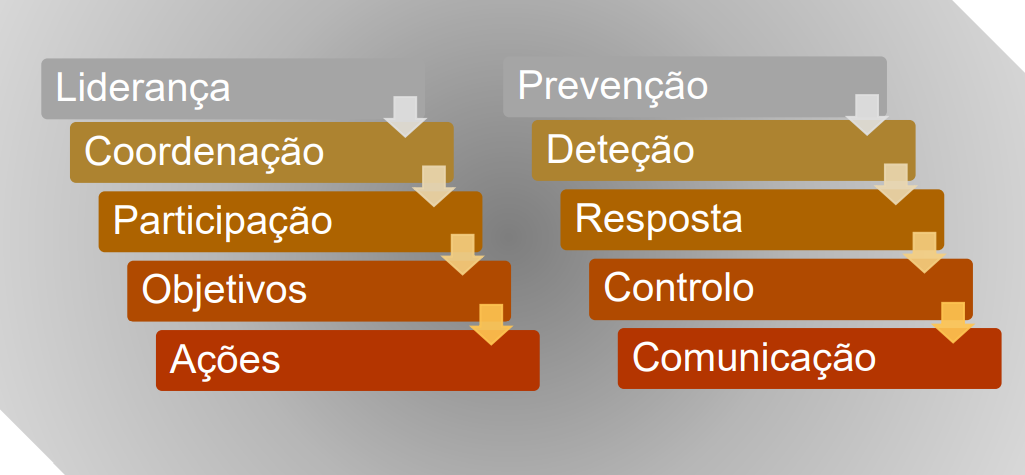 Liderança
Coordenação
Participação
Objetivos
Ações
Prevenção
Deteção
Resposta
Controlo
Comunicação